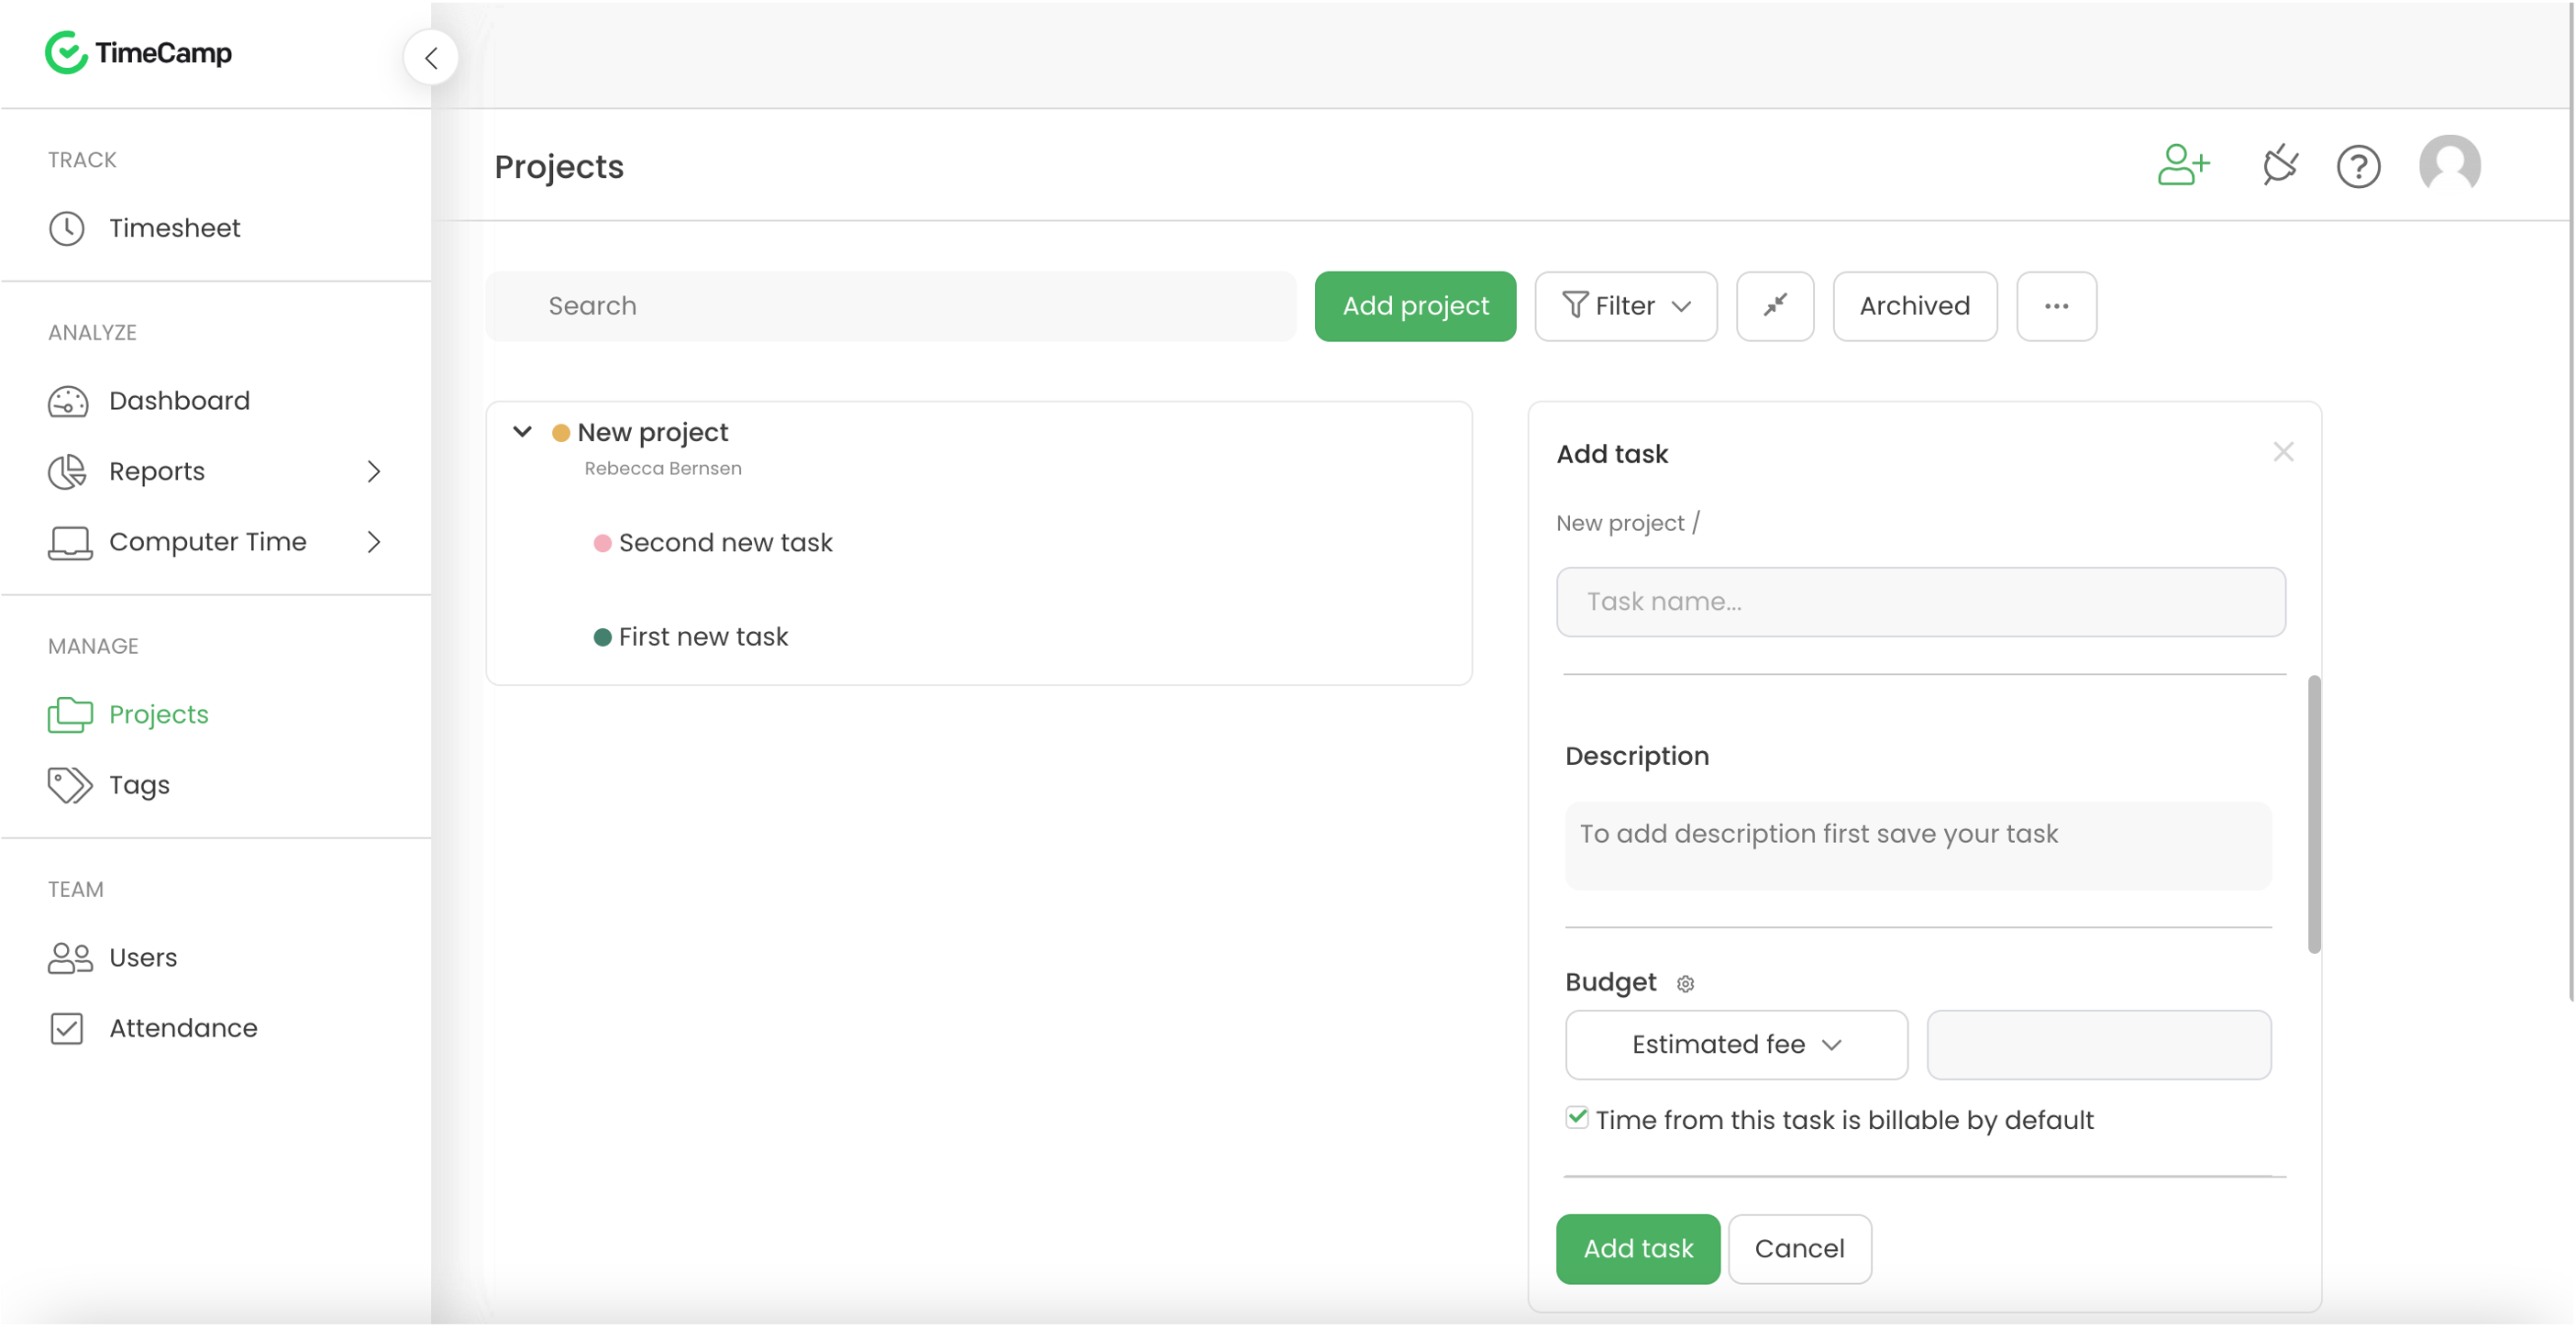 TimeCamp
TRACK
Timesheet
ANALYZE
Dashboard
Reports
Computer Time
MANAGE
Projects
Tags
TEAM
Users
Attendance
Projects
Search
Add project
Filter
Archived
...
New project
Rebecca Bernsen
Second new task
First new task
Add task
New project /
Task name...
Description
To add description first save your task
Budget
Estimated fee
Time from this task is billable by default
Add task
Cancel